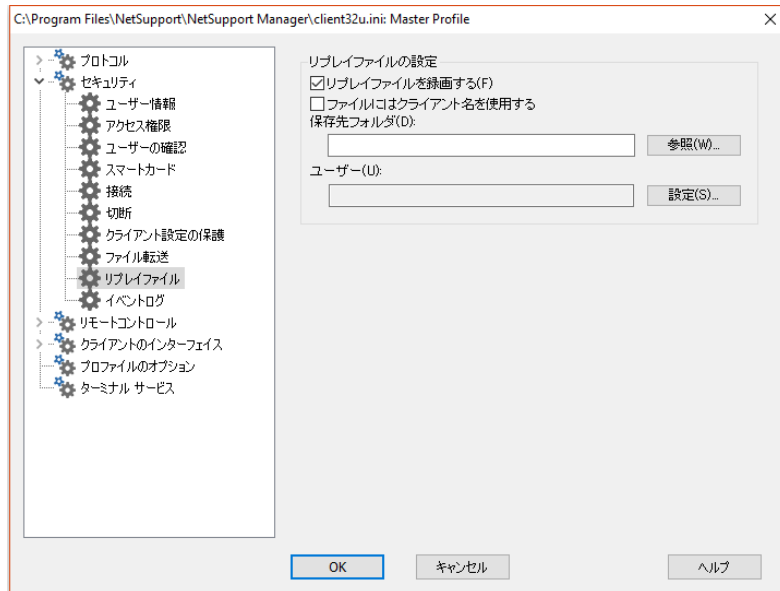 C:\Program Files\NetSupport\NetSupport Manager\client32u.ini: Master Profile
プロトコル
セキュリティ
ユーザー情報
アクセス権限
ユーザーの確認
スマートカード
接続
切断
クライアント設定の保護
ファイル転送
リプレイファイル
イベントログ
リモートコントロール
クライアントのインターフェイス
プロファイルのオプション
ターミナル サービス
リプレイファイルの設定
リプレイファイルを録画する(F)
ファイルにはクライアント名を使用する
保存先フォルダ(D):
参照(W)...
ユーザー(U):
設定(S)...
OK
キャンセル
ヘルプ